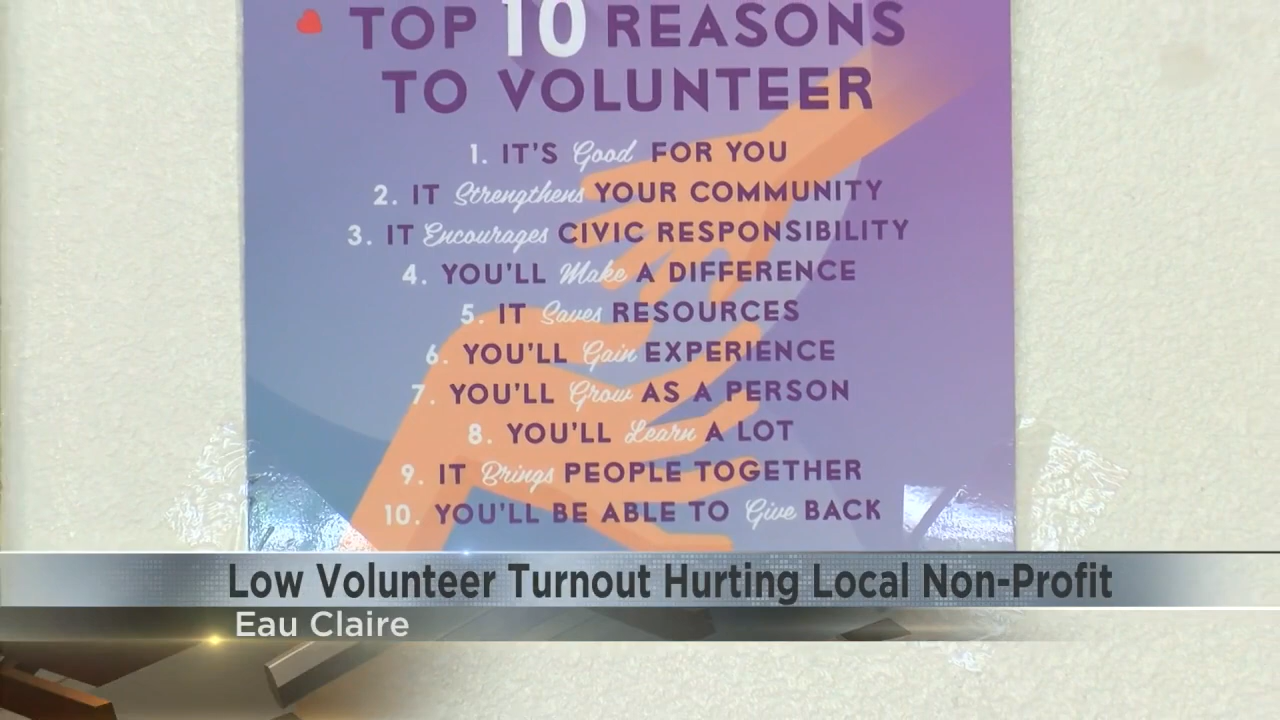 TOP 10 REASONS
TO VOLUNTEER
1. IT'S Good FOR YOU
2. IT Strengthens YOUR COMMUNITY
3. IT Encourages CIVIC RESPONSIBILITY
4. YOU'LL Make A DIFFERENCE
5. IT Saves RESOURCES
6. YOU'LL Gain EXPERIENCE
7. YOU'LL Grow AS A PERSON
8. YOU'LL Learn A LOT
9. IT Brings PEOPLE TOGETHER
10. YOU'LL BE ABLE TO Give BACK
Low Volunteer Turnout Hurting Local Non-Profit
Eau Claire